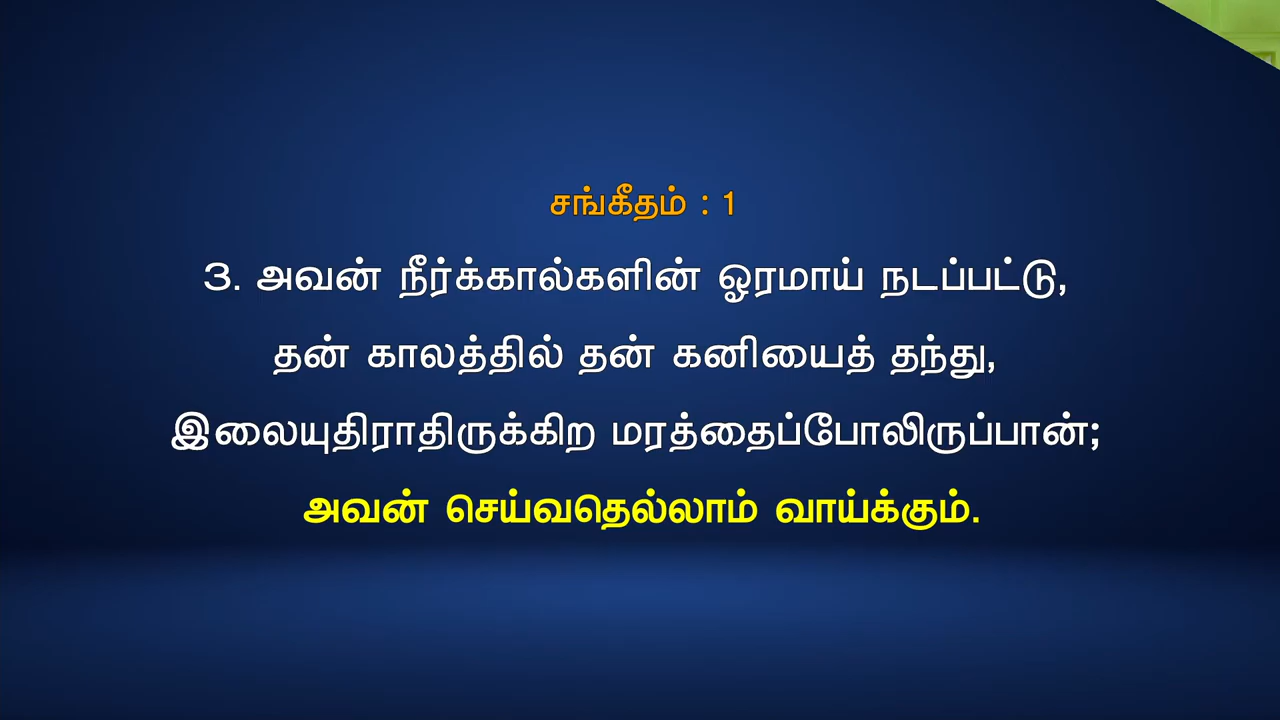 சங்கீதம் : 1
3. அவன் நீர்க்கால்களின் ஓரமாய் நடப்பட்டு,
தன் காலத்தில் தன் கனியைத் தந்து,
இலையுதிராதிருக்கிற மரத்தைப்போலிருப்பான்;
அவன் செய்வதெல்லாம் வாய்க்கும்.